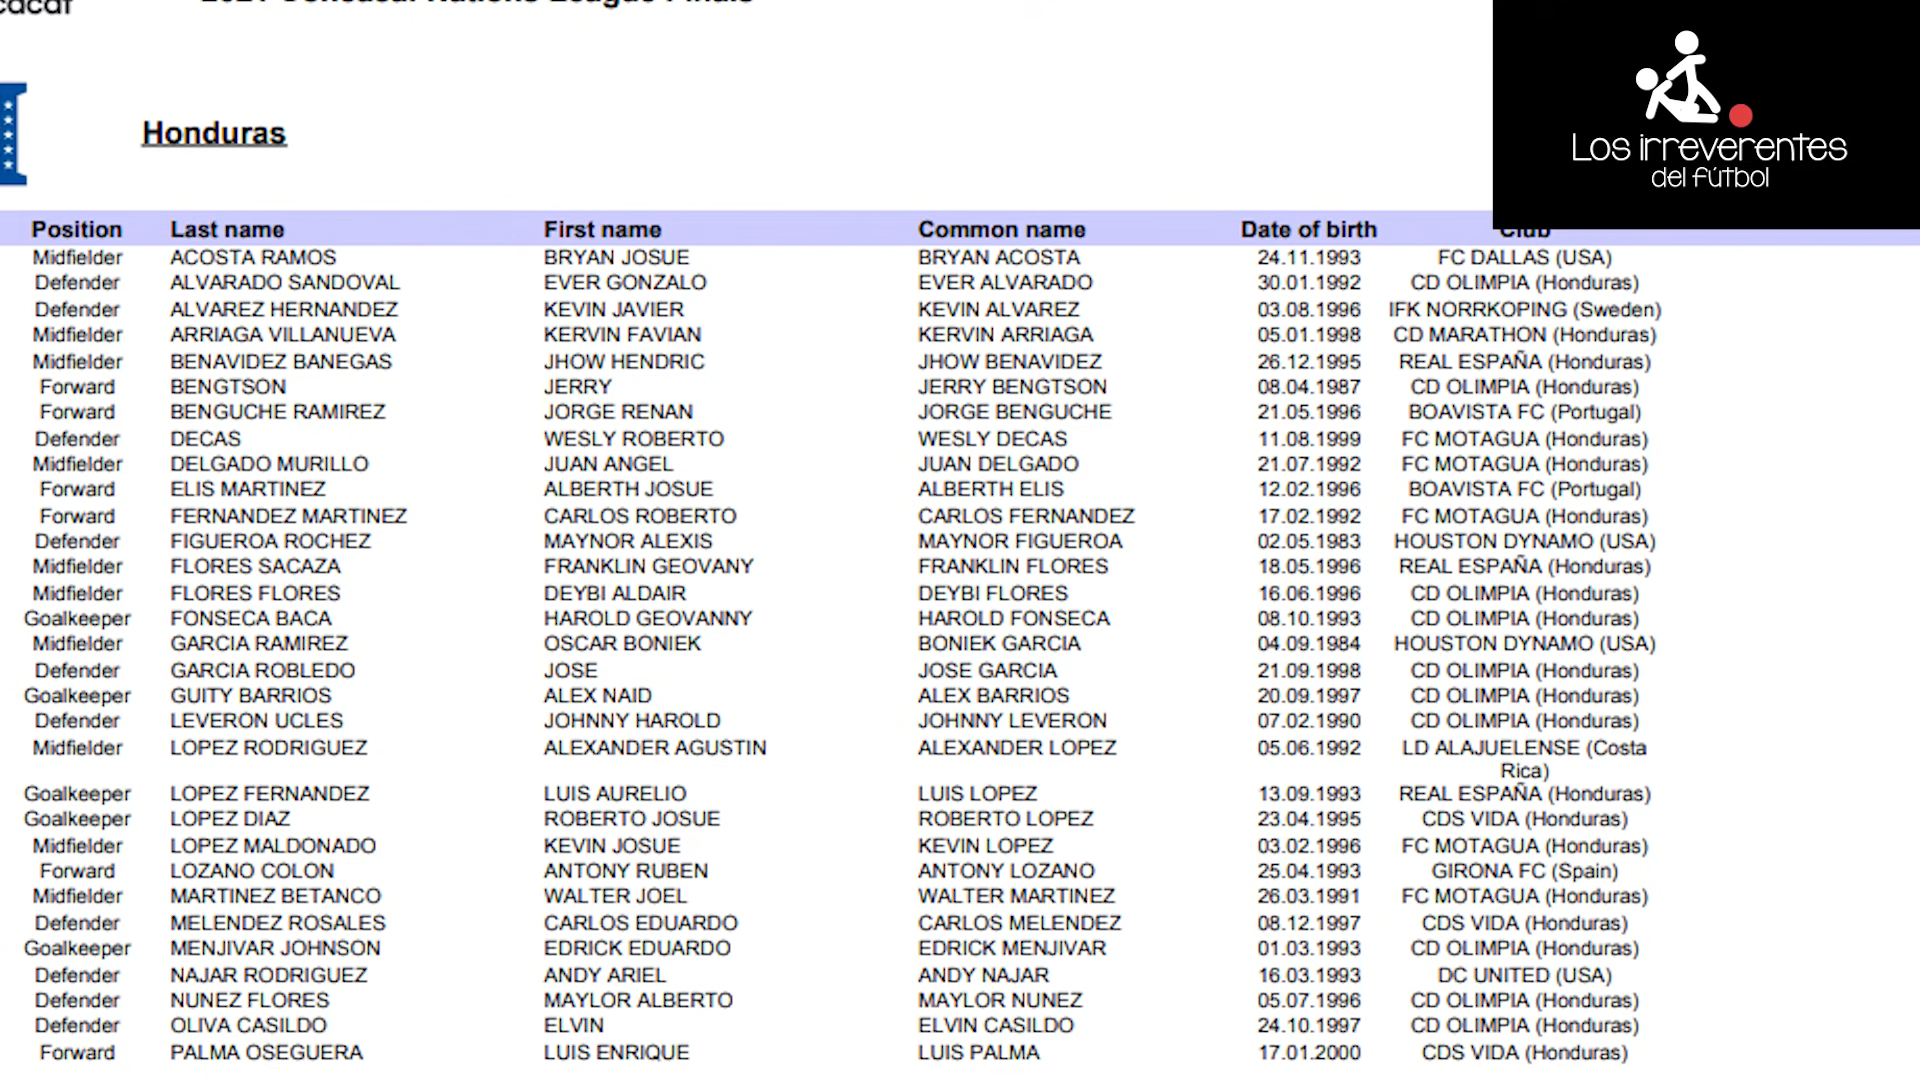 2021 Concacaf Nations League Finals
Honduras
Los irreverentes
del fútbol
Position Last name First name Common name Date of birth Club
Midfielder ACOSTA RAMOS BRYAN JOSUE BRYAN ACOSTA 24.11.1993 FC DALLAS (USA)
Defender ALVARADO SANDOVAL EVER GONZALO EVER ALVARADO 30.01.1992 CD OLIMPIA (Honduras)
Defender ALVAREZ HERNANDEZ KEVIN JAVIER KEVIN ALVAREZ 03.08.1996 IFK NORRKOPING (Sweden)
Midfielder ARRIAGA VILLANUEVA KERVIN FAVIAN KERVIN ARRIAGA 05.01.1998 CD MARATHON (Honduras)
Midfielder BENAVIDEZ BANEGAS JHOW HENDRIC JHOW BENAVIDEZ 26.12.1995 REAL ESPAÑA (Honduras)
Forward BENGTSON JERRY JERRY BENGTSON 08.04.1987 CD OLIMPIA (Honduras)
Forward BENGUCHE RAMIREZ JORGE RENAN JORGE BENGUCHE 21.05.1996 BOAVISTA FC (Portugal)
Defender DECAS WESLY ROBERTO WESLY DECAS 11.08.1999 FC MOTAGUA (Honduras)
Midfielder DELGADO MURILLO JUAN ANGEL JUAN DELGADO 21.07.1992 FC MOTAGUA (Honduras)
Forward ELIS MARTINEZ ALBERTH JOSUE ALBERTH ELIS 12.02.1996 BOAVISTA FC (Portugal)
Forward FERNANDEZ MARTINEZ CARLOS ROBERTO CARLOS FERNANDEZ 17.02.1992 FC MOTAGUA (Honduras)
Defender FIGUEROA ROCHEZ MAYNOR ALEXIS MAYNOR FIGUEROA 02.05.1983 HOUSTON DYNAMO (USA)
Midfielder FLORES SACAZA FRANKLIN GEOVANY FRANKLIN FLORES 18.05.1996 REAL ESPAÑA (Honduras)
Midfielder FLORES FLORES DEYBI ALDAIR DEYBI FLORES 16.06.1996 CD OLIMPIA (Honduras)
Goalkeeper FONSECA BACA HAROLD GEOVANNY HAROLD FONSECA 08.10.1993 CD OLIMPIA (Honduras)
Midfielder GARCIA RAMIREZ OSCAR BONIEK BONIEK GARCIA 04.09.1984 HOUSTON DYNAMO (USA)
Defender GARCIA ROBLEDO JOSE JOSE GARCIA 21.09.1998 CD OLIMPIA (Honduras)
Goalkeeper GUITY BARRIOS ALEX NAID ALEX BARRIOS 20.09.1997 CD OLIMPIA (Honduras)
Defender LEVERON UCLES JOHNNY HAROLD JOHNNY LEVERON 07.02.1990 CD OLIMPIA (Honduras)
Midfielder LOPEZ RODRIGUEZ ALEXANDER AGUSTIN ALEXANDER LOPEZ 05.06.1992 LD ALAJUELENSE (Costa
Rica)
Goalkeeper LOPEZ FERNANDEZ LUIS AURELIO LUIS LOPEZ 13.09.1993 REAL ESPAÑA (Honduras)
Goalkeeper LOPEZ DIAZ ROBERTO JOSUE ROBERTO LOPEZ 23.04.1995 CDS VIDA (Honduras)
Midfielder LOPEZ MALDONADO KEVIN JOSUE KEVIN LOPEZ 03.02.1996 FC MOTAGUA (Honduras)
Forward LOZANO COLON ANTONY RUBEN ANTONY LOZANO 25.04.1993 GIRONA FC (Spain)
Midfielder MARTINEZ BETANCO WALTER JOEL WALTER MARTINEZ 26.03.1991 FC MOTAGUA (Honduras)
Defender MELENDEZ ROSALES CARLOS EDUARDO CARLOS MELENDEZ 08.12.1997 CDS VIDA (Honduras)
Goalkeeper MENJIVAR JOHNSON EDRICK EDUARDO EDRICK MENJIVAR 01.03.1993 CD OLIMPIA (Honduras)
Defender NAJAR RODRIGUEZ ANDY ARIEL ANDY NAJAR 16.03.1993 DC UNITED (USA)
Defender NUNEZ FLORES MAYLOR ALBERTO MAYLOR NUNEZ 05.07.1996 CD OLIMPIA (Honduras)
Defender OLIVA CASILDO ELVIN ELVIN CASILDO 24.10.1997 CD OLIMPIA (Honduras)
Forward PALMA OSEGUERA LUIS ENRIQUE LUIS PALMA 17.01.2000 CDS VIDA (Honduras)